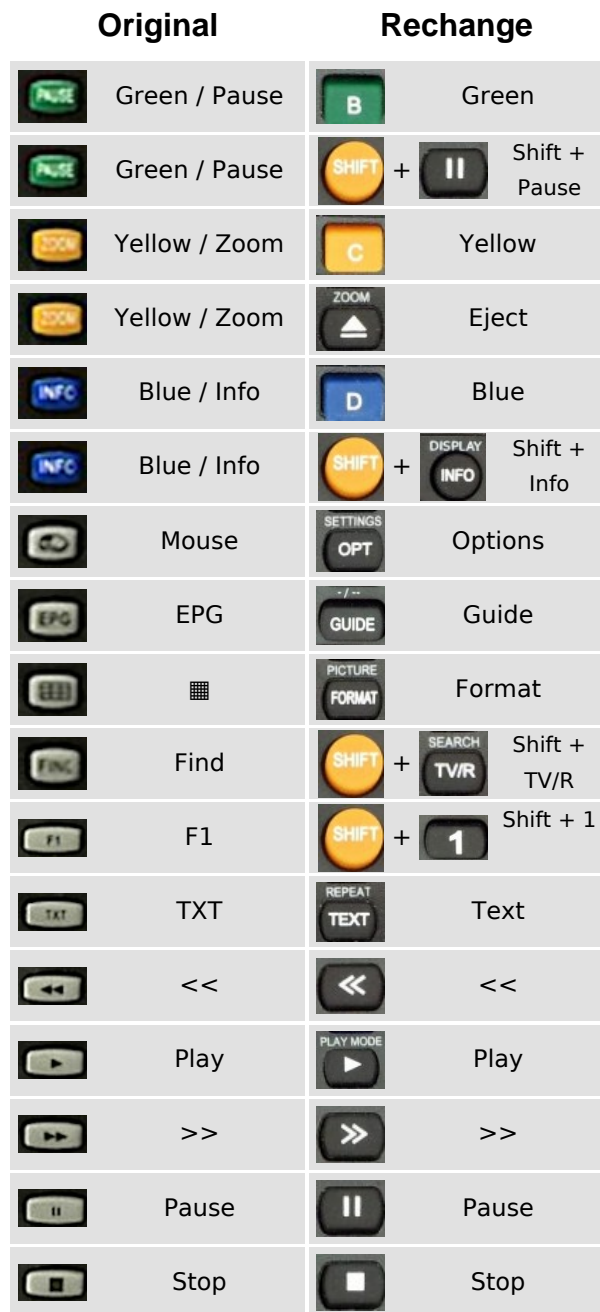 Original Rechange
PAUSE Green / Pause B Green
PAUSE Green / Pause SHIFT + Shift + Pause
ZOOM Yellow / Zoom C Yellow
ZOOM Yellow / Zoom ZOOM Eject
INFO Blue / Info D Blue
INFO Blue / Info SHIFT + DISPLAY INFO Shift + Info
Mouse SETTINGS OPT Options
EPG EPG -/-- GUIDE Guide
▦ PICTURE FORMAT Format
FIND Find SHIFT + SEARCH TV/R Shift + TV/R
F1 F1 SHIFT + 1 Shift + 1
TXT TXT REPEAT TEXT Text
<< <<
Play PLAY MODE Play
>> >>
Pause Pause
Stop Stop